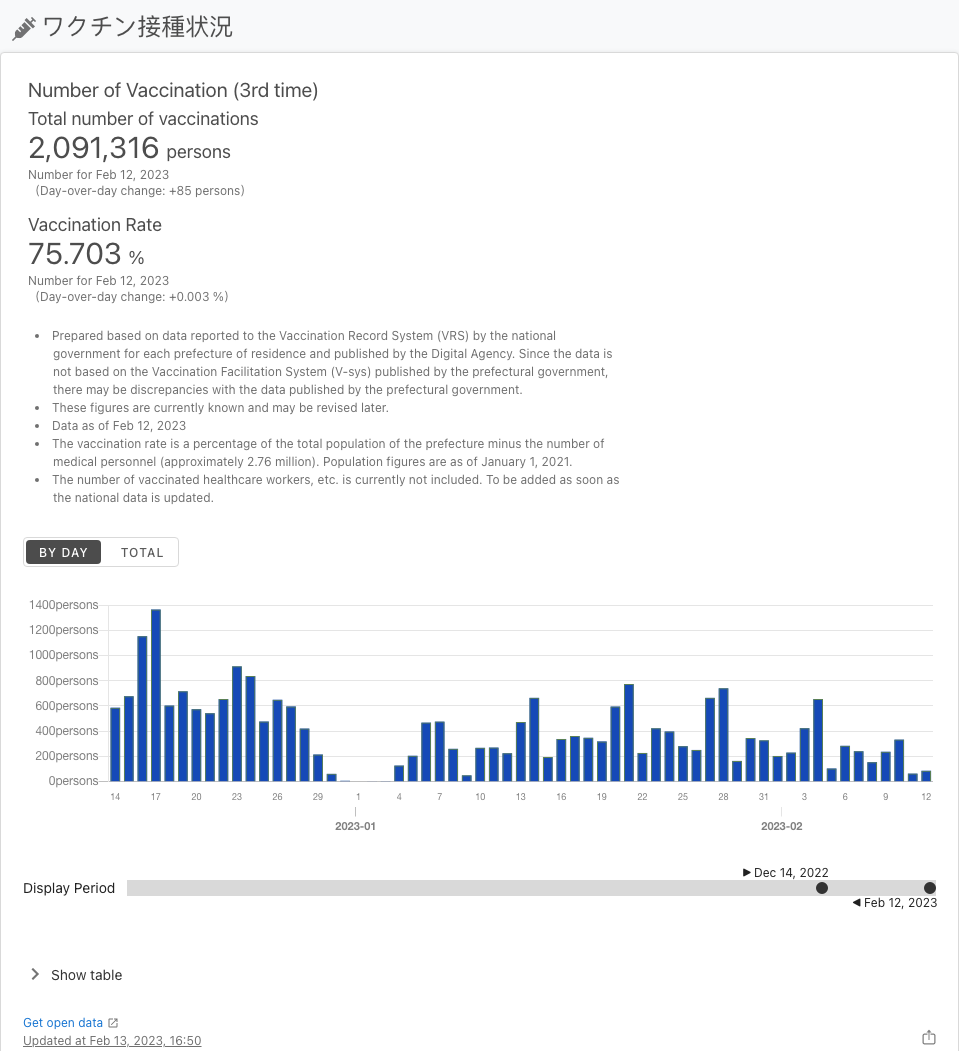 ワクチン接種状況
Number of Vaccination (3rd time)
Total number of vaccinations
2,091,316 persons
Number for Feb 12, 2023
(Day-over-day change: +85 persons)
Vaccination Rate
75.703 %
Number for Feb 12, 2023
(Day-over-day change: +0.003 %)
• Prepared based on data reported to the Vaccination Record System (VRS) by the national
government for each prefecture of residence and published by the Digital Agency. Since the data is
not based on the Vaccination Facilitation System (V-sys) published by the prefectural government,
there may be discrepancies with the data published by the prefectural government.
• These figures are currently known and may be revised later.
• Data as of Feb 12, 2023
• The vaccination rate is a percentage of the total population of the prefecture minus the number of
medical personnel (approximately 2.76 million). Population figures are as of January 1, 2021.
• The number of vaccinated healthcare workers, etc. is currently not included. To be added as soon as
the national data is updated.
BY DAY TOTAL
1400persons
1200persons
1000persons
800persons
600persons
400persons
200persons
0persons
14 17 20 23 26 29 1 4 7 10 13 16 19 22 25 28 31 3 6 9 12
2023-01 2023-02
Dec 14, 2022
Display Period
Feb 12, 2023
Show table
Get open data
Updated at Feb 13, 2023, 16:50